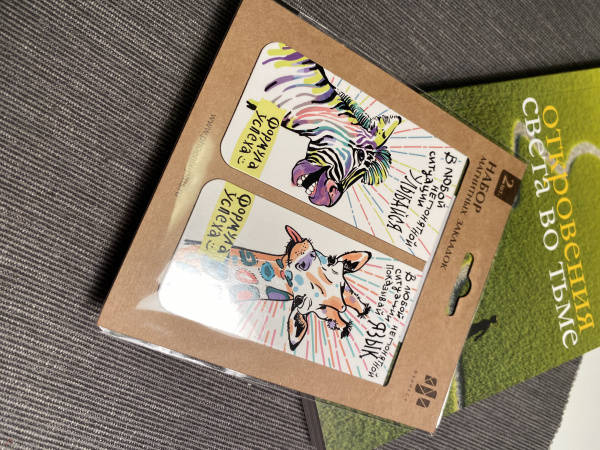 НАБОР
МАГНИТНЫХ ЗАКЛАДОК
2 шт.
Формула
Успеха
В любой
непонятной
ситуации
УЛЫБАЙСЯ
Формула
Успеха
В любой непонятной
ситуации
показывай ЯЗЫК
ОТКРОВЕНИЯ
СВЕТА ВО ТЬМЕ